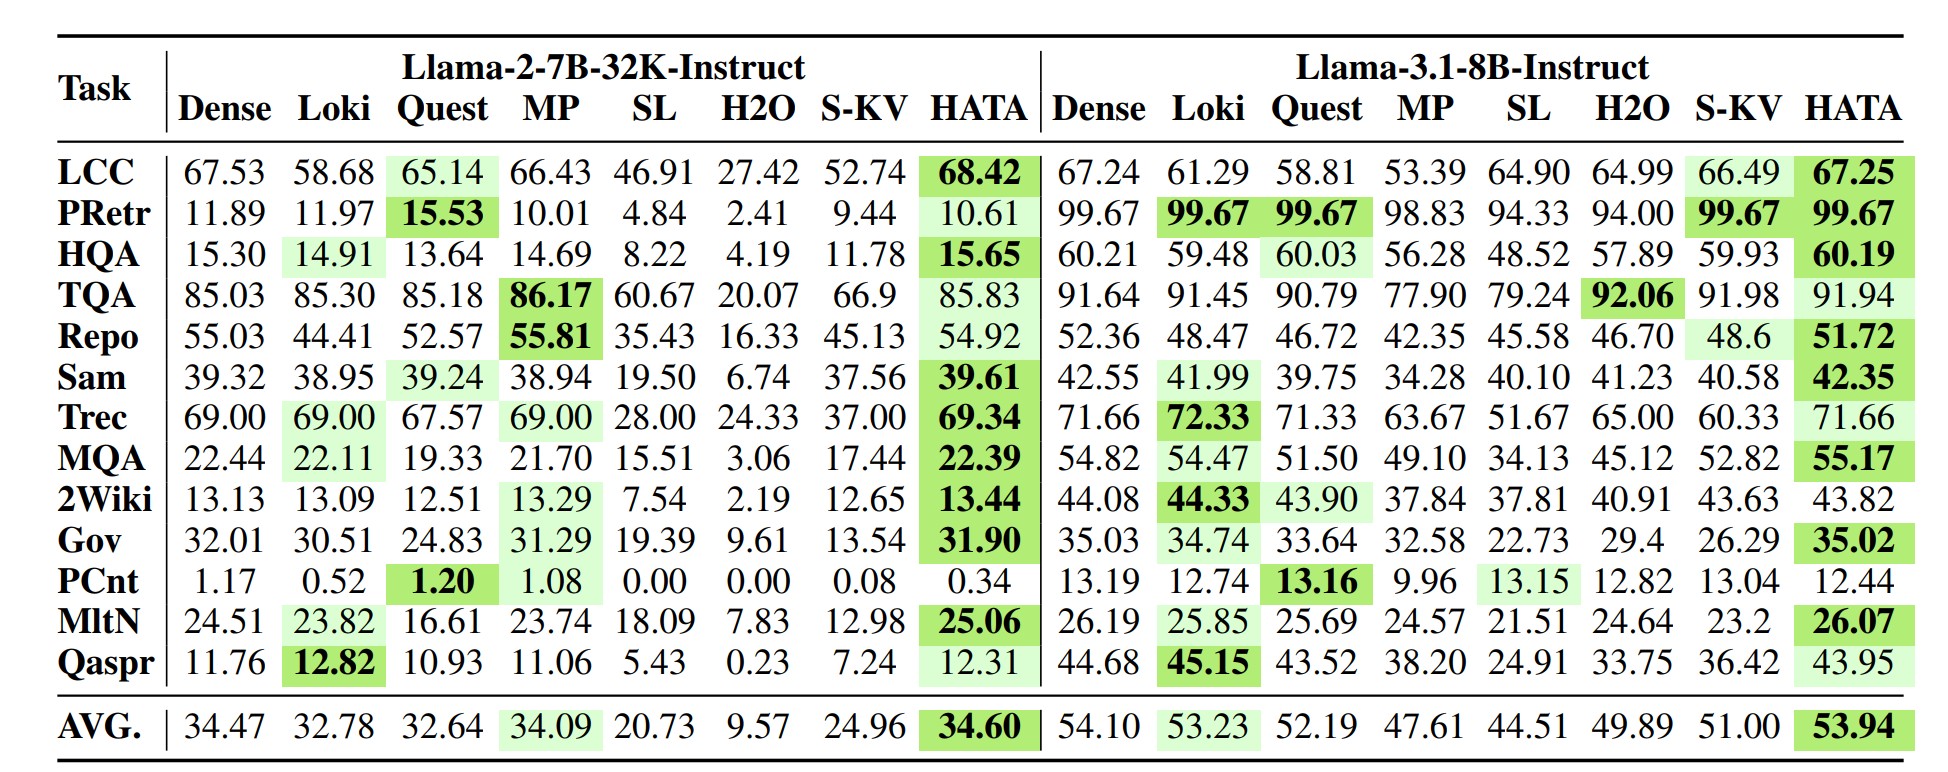 Llama-2-7B-32K-Instruct Llama-3.1-8B-Instruct
Task Dense Loki Quest MP SL H2O S-KV HATA Dense Loki Quest MP SL H2O S-KV HATA
LCC 67.53 58.68 65.14 66.43 46.91 27.42 52.74 68.42 67.24 61.29 58.81 53.39 64.90 64.99 66.49 67.25
PRetr 11.89 11.97 15.53 10.01 4.84 2.41 9.44 10.61 99.67 99.67 99.67 98.83 94.33 94.00 99.67 99.67
HQA 15.30 14.91 13.64 14.69 8.22 4.19 11.78 15.65 60.21 59.48 60.03 56.28 48.52 57.89 59.93 60.19
TQA 85.03 85.30 85.18 86.17 60.67 20.07 66.9 85.83 91.64 91.45 90.79 77.90 79.24 92.06 91.98 91.94
Repo 55.03 44.41 52.57 55.81 35.43 16.33 45.13 54.92 52.36 48.47 46.72 42.35 45.58 46.70 48.6 51.72
Sam 39.32 38.95 39.24 38.94 19.50 6.74 37.56 39.61 42.55 41.99 39.75 34.28 40.10 41.23 40.58 42.35
Trec 69.00 69.00 67.57 69.00 28.00 24.33 37.00 69.34 71.66 72.33 71.33 63.67 51.67 65.00 60.33 71.66
MQA 22.44 22.11 19.33 21.70 15.51 3.06 17.44 22.39 54.82 54.47 51.50 49.10 34.13 45.12 52.82 55.17
2Wiki 13.13 13.09 12.51 13.29 7.54 2.19 12.65 13.44 44.08 44.33 43.90 37.84 37.81 40.91 43.63 43.82
Gov 32.01 30.51 24.83 31.29 19.39 9.61 13.54 31.90 35.03 34.74 33.64 32.58 22.73 29.4 26.29 35.02
PCnt 1.17 0.52 1.20 1.08 0.00 0.00 0.08 0.34 13.19 12.74 13.16 9.96 13.15 12.82 13.04 12.44
MltN 24.51 23.82 16.61 23.74 18.09 7.83 12.98 25.06 26.19 25.85 25.69 24.57 21.51 24.64 23.2 26.07
Qaspr 11.76 12.82 10.93 11.06 5.43 0.23 7.24 12.31 44.68 45.15 43.52 38.20 24.91 33.75 36.42 43.95
AVG. 34.47 32.78 32.64 34.09 20.73 9.57 24.96 34.60 54.10 53.23 52.19 47.61 44.51 49.89 51.00 53.94